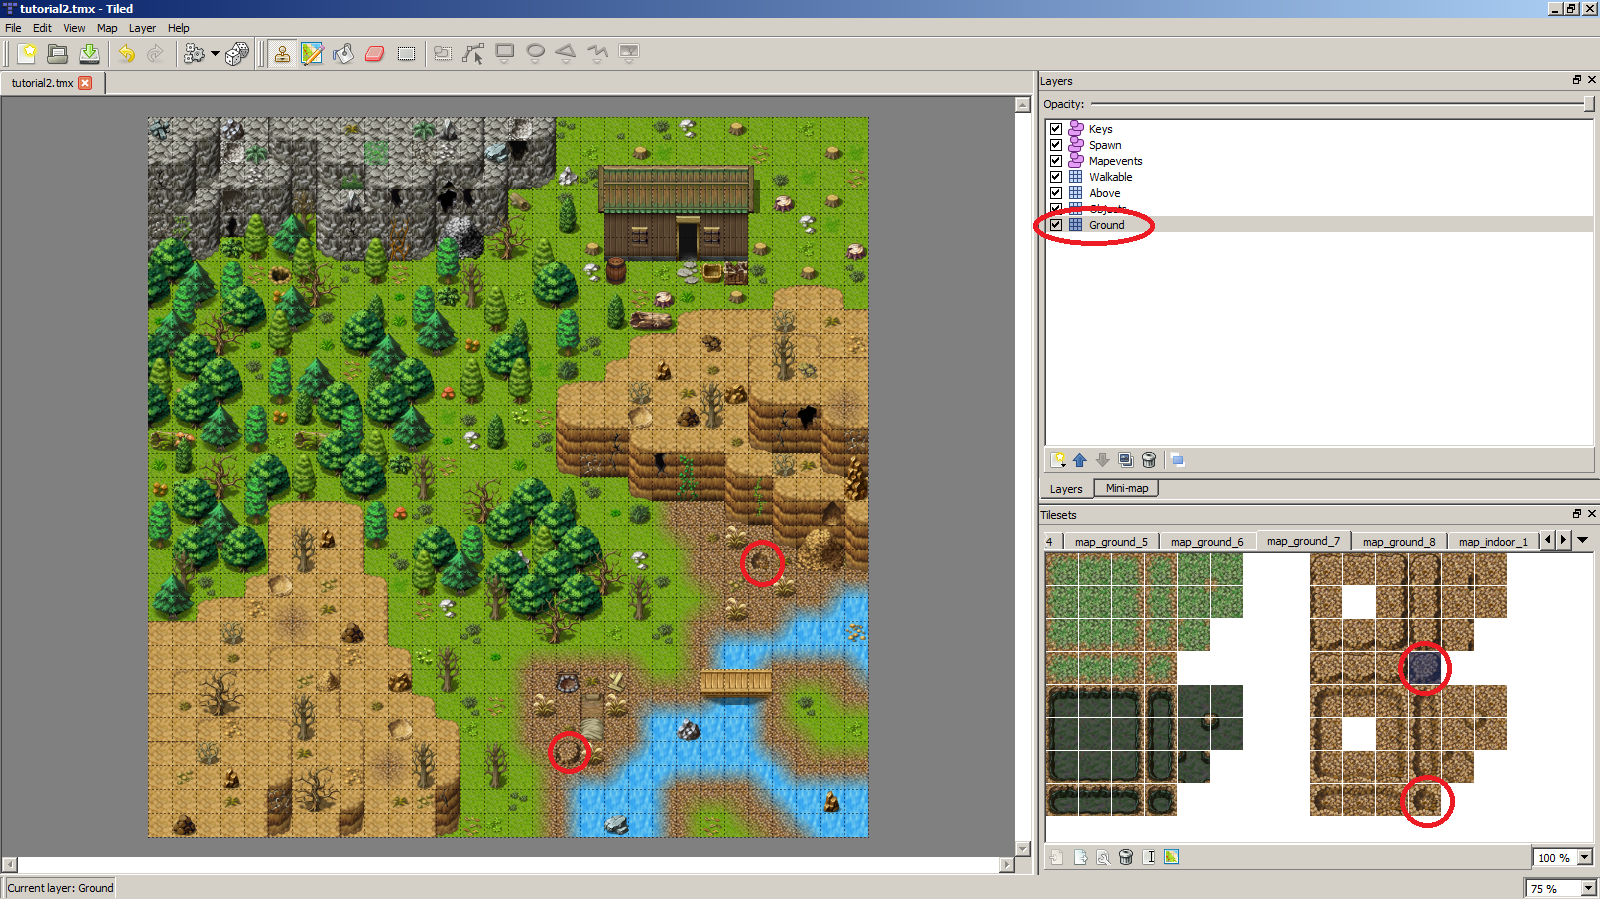 tutorial2.tmx - Tiled
File Edit View Map Layer Help
tutorial2.tmx
Layers
Opacity:
Keys
Spawn
Mapevents
Walkable
Above
Objects
Ground
Layers Mini-map
Tilesets
4 map_ground_5 map_ground_6 map_ground_7 map_ground_8 map_indoor_1
100 %
Current layer: Ground
75 %